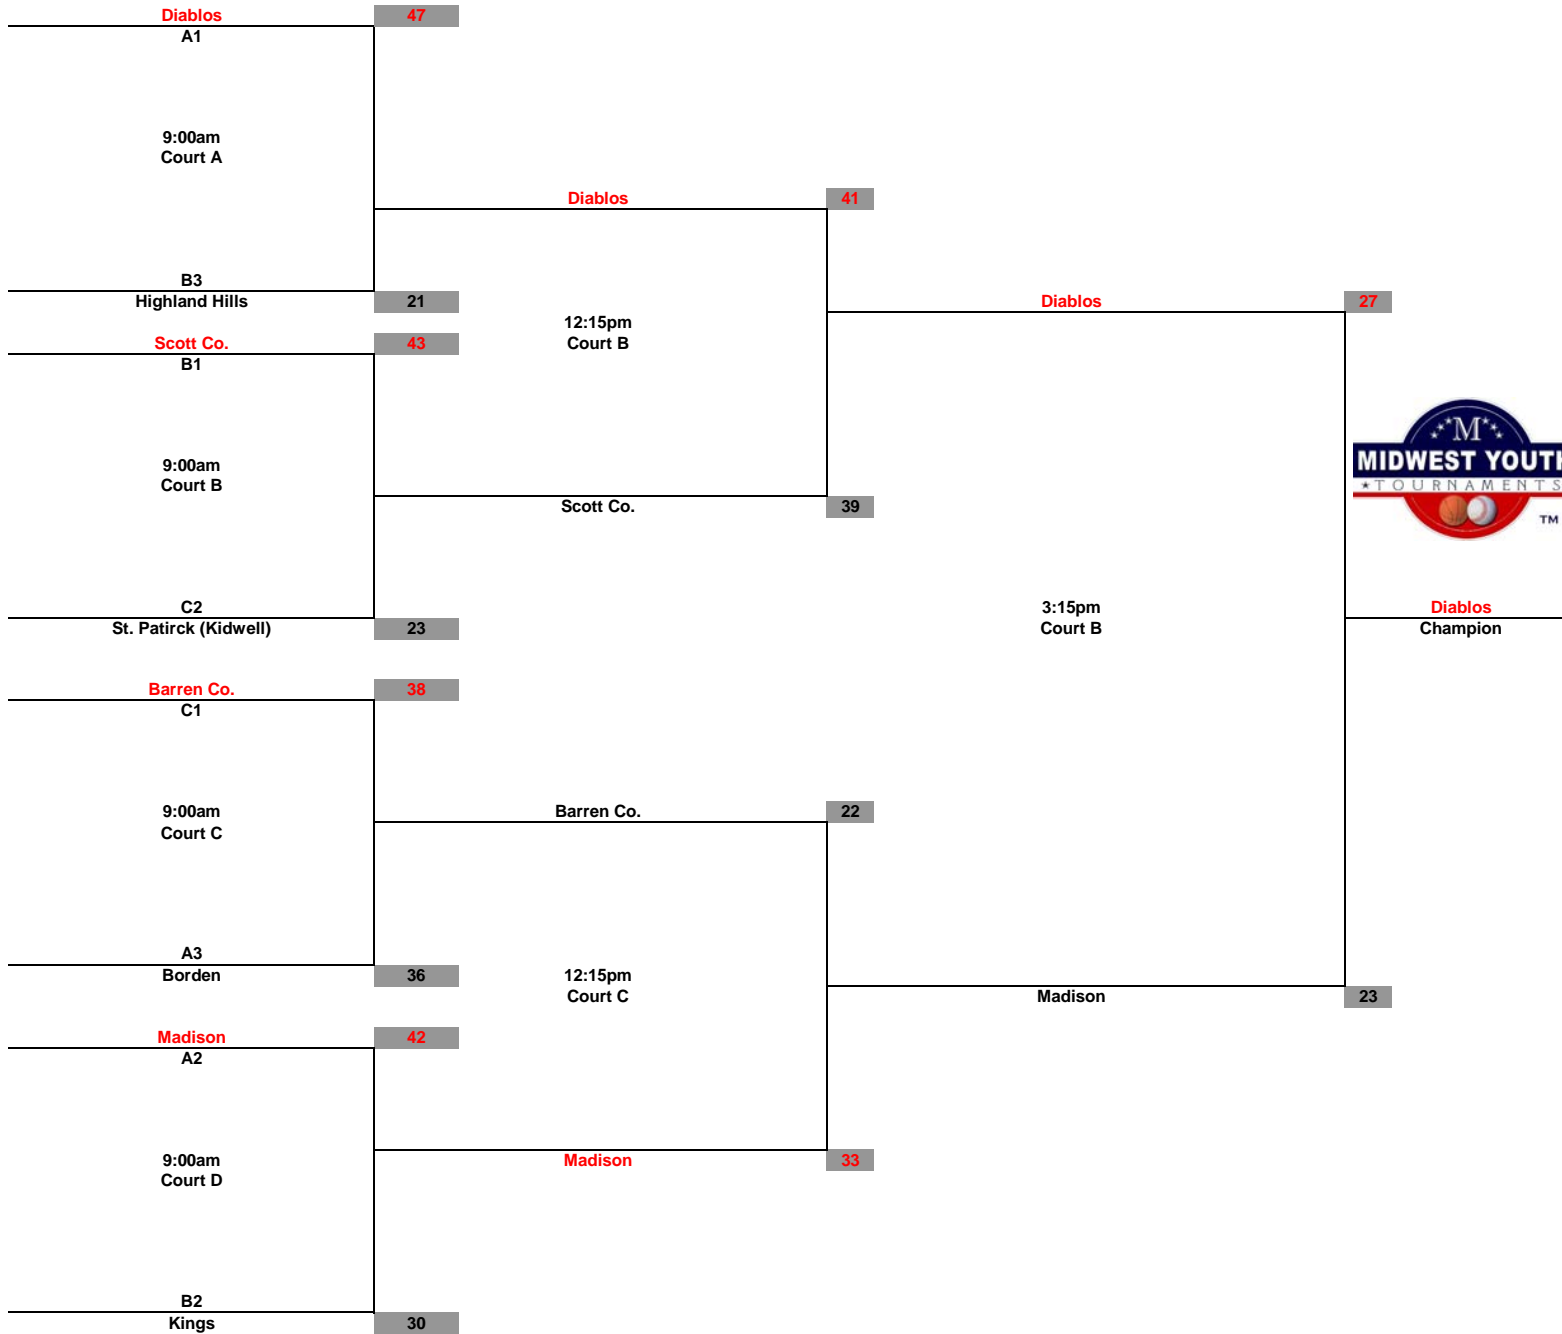 Diablos 47
A1
9:00am
Court A
B3
Highland Hills 21
Scott Co. 43
B1
9:00am
Court B
C2
St. Patirck (Kidwell) 23
Barren Co. 38
C1
9:00am
Court C
A3
Borden 36
Madison 42
A2
9:00am
Court D
B2
Kings 30
Diablos 41
12:15pm
Court B
Scott Co. 39
Barren Co. 22
12:15pm
Court C
Madison 33
Diablos 27
3:15pm
Court B
Madison 23
M
MIDWEST YOUTH
TOURNAMENTS
TM
Diablos
Champion